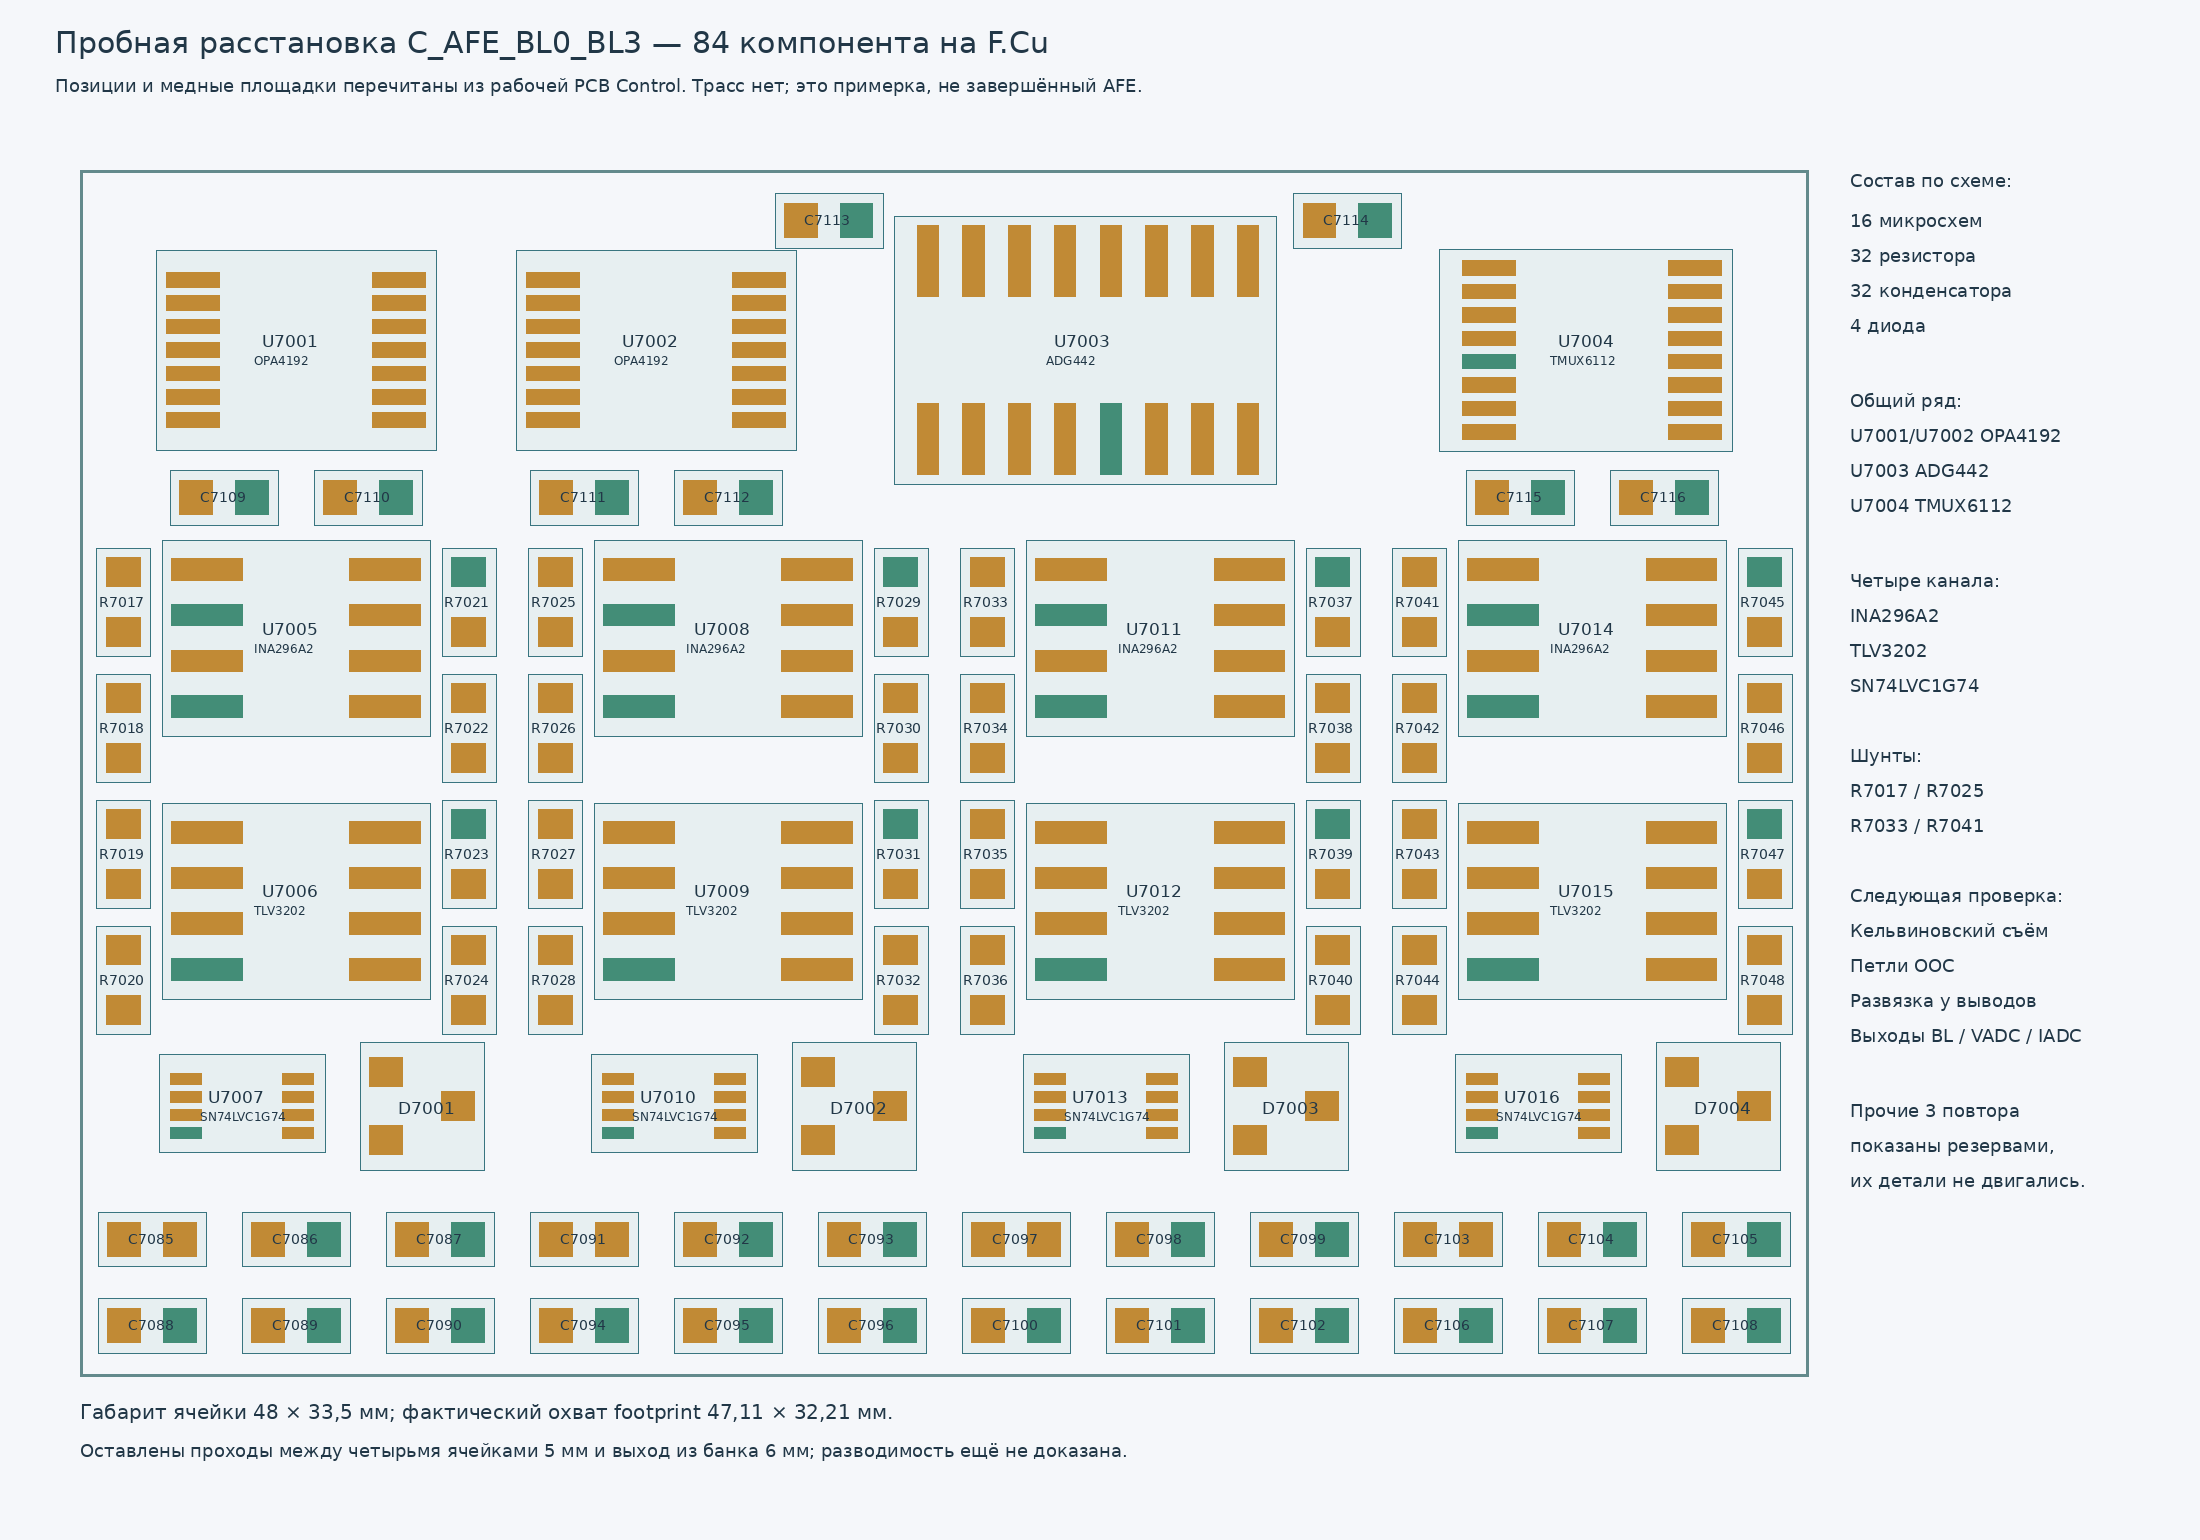 Пробная расстановка C_AFE_BL0_BL3 — 84 компонента на F.Cu
Позиции и медные площадки перечитаны из рабочей PCB Control. Трасс нет; это примерка, не завершённый AFE.
C7113
C7114
U7001
OPA4192
U7002
OPA4192
U7003
ADG442
U7004
TMUX6112
C7109
C7110
C7111
C7112
C7115
C7116
R7017
U7005
INA296A2
R7021
R7025
U7008
INA296A2
R7029
R7033
U7011
INA296A2
R7037
R7041
U7014
INA296A2
R7045
R7018
R7022
R7026
R7030
R7034
R7038
R7042
R7046
R7019
U7006
TLV3202
R7023
R7027
U7009
TLV3202
R7031
R7035
U7012
TLV3202
R7039
R7043
U7015
TLV3202
R7047
R7020
R7024
R7028
R7032
R7036
R7040
R7044
R7048
U7007
SN74LVC1G74
D7001
U7010
SN74LVC1G74
D7002
U7013
SN74LVC1G74
D7003
U7016
SN74LVC1G74
D7004
C7085
C7086
C7087
C7091
C7092
C7093
C7097
C7098
C7099
C7103
C7104
C7105
C7088
C7089
C7090
C7094
C7095
C7096
C7100
C7101
C7102
C7106
C7107
C7108
Состав по схеме:
16 микросхем
32 резистора
32 конденсатора
4 диода
Общий ряд:
U7001/U7002 OPA4192
U7003 ADG442
U7004 TMUX6112
Четыре канала:
INA296A2
TLV3202
SN74LVC1G74
Шунты:
R7017 / R7025
R7033 / R7041
Следующая проверка:
Кельвиновский съём
Петли ООС
Развязка у выводов
Выходы BL / VADC / IADC
Прочие 3 повтора
показаны резервами,
их детали не двигались.
Габарит ячейки 48 × 33,5 мм; фактический охват footprint 47,11 × 32,21 мм.
Оставлены проходы между четырьмя ячейками 5 мм и выход из банка 6 мм; разводимость ещё не доказана.